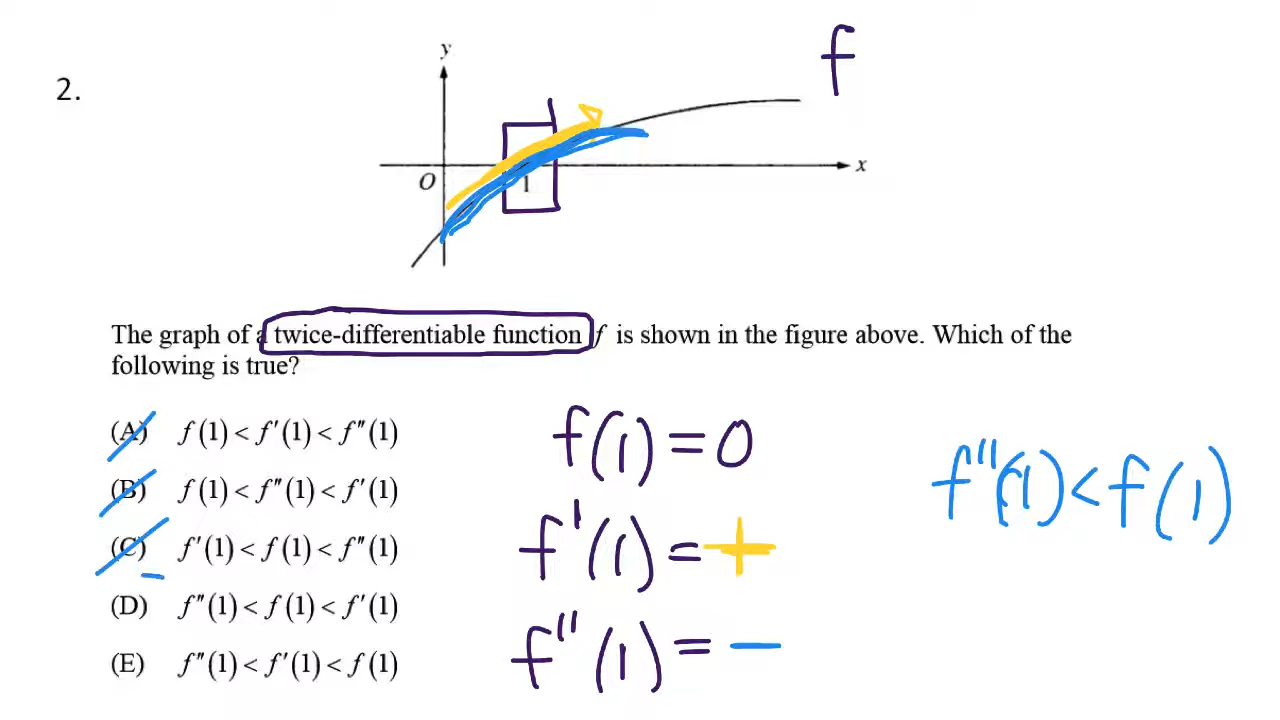 f
y
2.
x
O
1
The graph of a twice-differentiable function f is shown in the figure above. Which of the
following is true?
(A) f(1) < f′(1) < f″(1)
(B) f(1) < f″(1) < f′(1)
(C) f′(1) < f(1) < f″(1)
(D) f″(1) < f(1) < f′(1)
(E) f″(1) < f′(1) < f(1)
f(1) = 0
f'(1) = +
f''(1) = −
f''(1) < f(1)